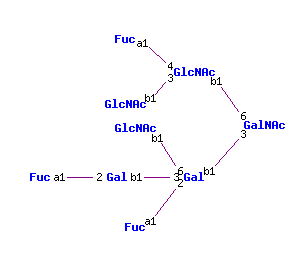 Fuc a1
4 GlcNAc
3 b1
GlcNAc b1
GlcNAc b1
6 GalNAc
3
Fuc a1 2 Gal b1 3 Gal b1
6
2
Fuc a1